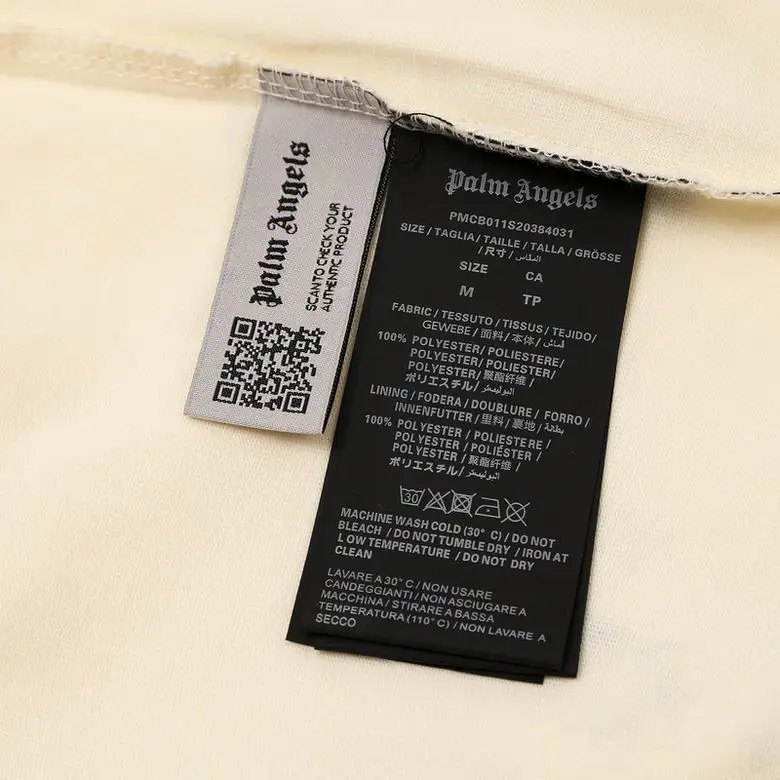 Palm Angels
SCAN TO CHECK YOUR
AUTHENTIC PRODUCT
Palm Angels
PMCB011S20384031
SIZE / TAGLIA / TAILLE / TALLA / GRÖSSE
/ 尺寸 / المقاس
SIZE CA
M TP
FABRIC / TESSUTO / TISSUS / TEJIDO/
GEWEBE / 面料 / 本体 / قماش
100% POLYESTER / POLIESTERE/
POLYESTER / POLIÉSTER/
POLYESTER / 聚酯纤维/
ポリエスチル/ البوليستر
LINING / FODERA / DOUBLURE / FORRO /
INNENFUTTER / 里料 / 裏地 / بطانة
100% POLYESTER / POLIESTERE /
POLYESTER / POLIÉSTER /
POLYESTER / 聚酯纤维 /
ポリエスチル / البوليستر
30
MACHINE WASH COLD (30° C) / DO NOT
BLEACH / DO NOT TUMBLE DRY / IRON AT
LOW TEMPERATURE / DO NOT DRY
CLEAN
LAVARE A 30° C / NON USARE
CANDEGGIANTI / NON ASCIUGARE A
MACCHINA / STIRARE A BASSA
TEMPERATURA (110° C) / NON LAVARE A
SECCO